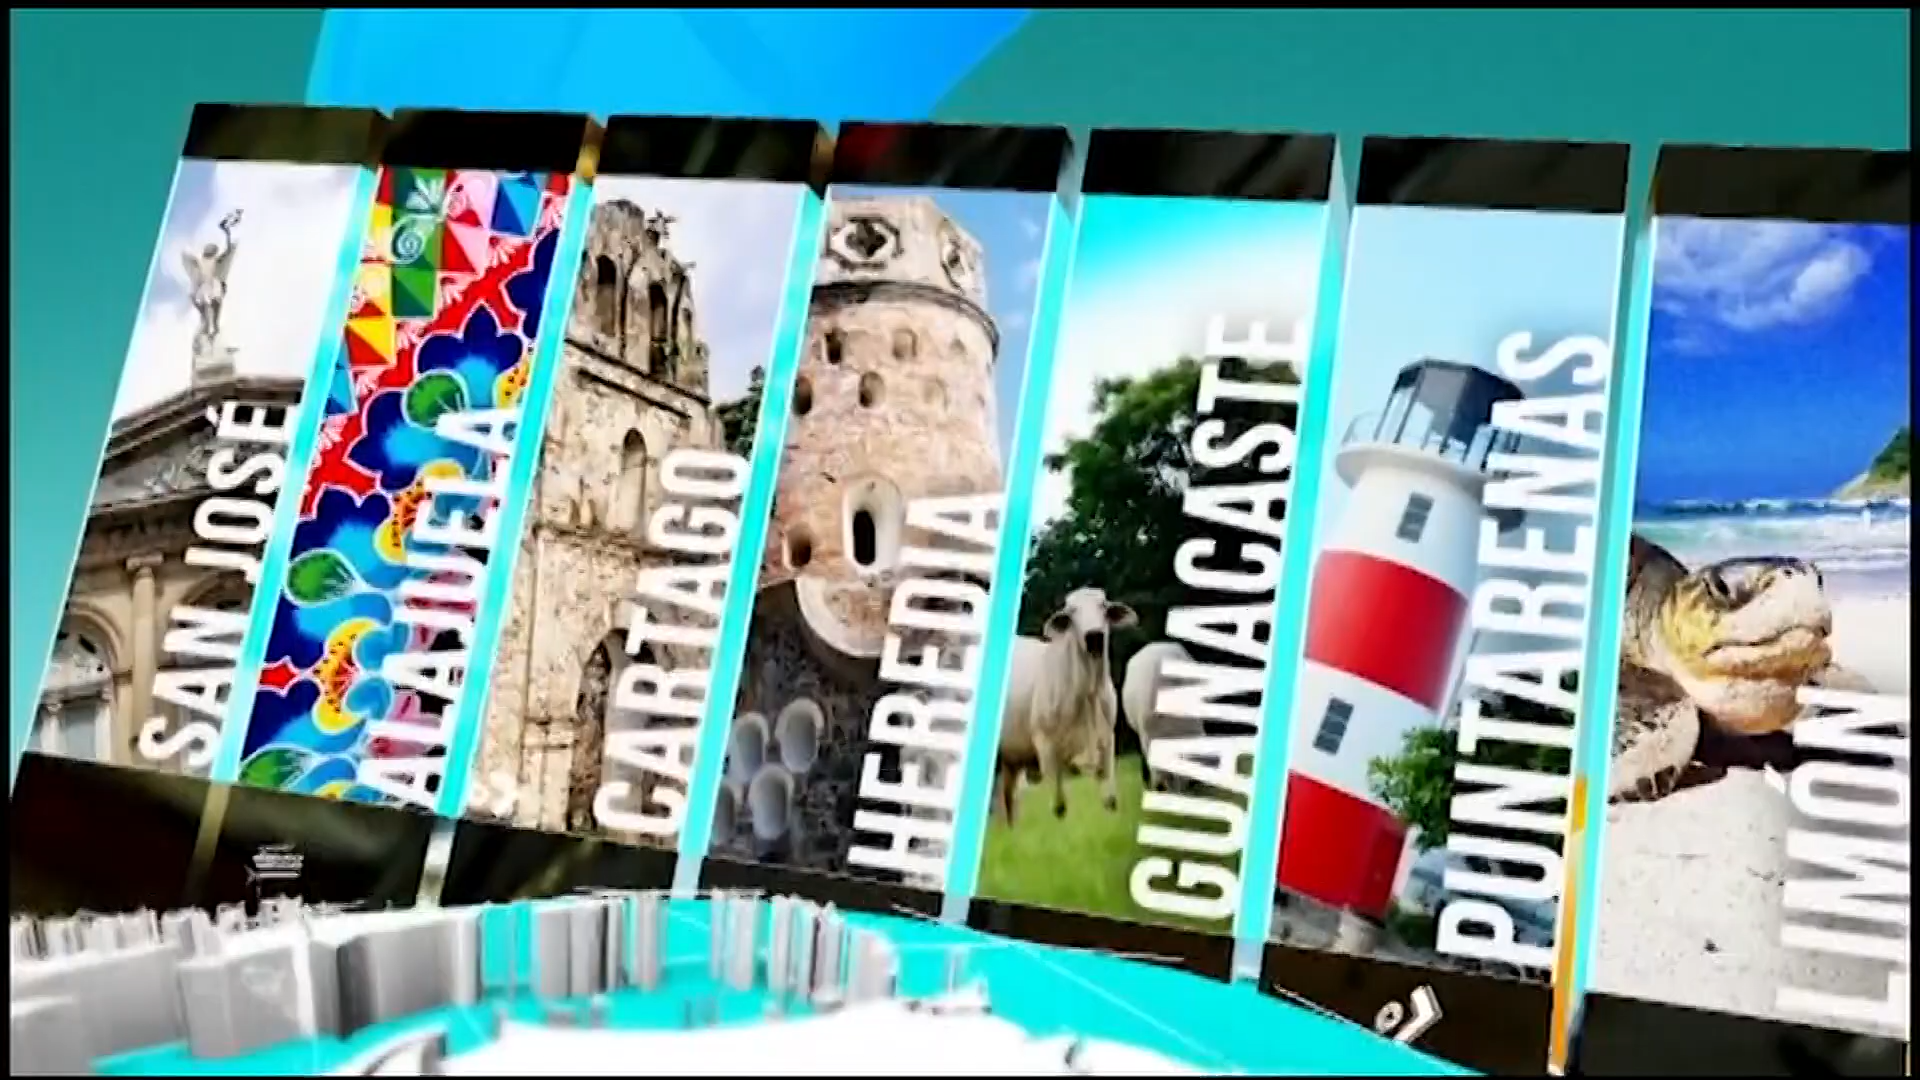 SAN JOSÉ
ALAJUELA
CARTAGO
HEREDIA
GUANACASTE
PUNTARENAS
LIMÓN